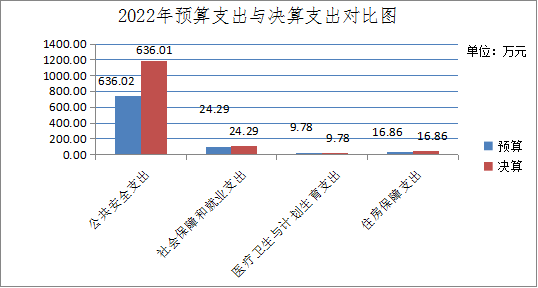 2022年预算支出与决算支出对比图
单位：万元
1400.00
1200.00
1000.00
800.00
600.00
400.00
200.00
0.00
636.02
636.01
24.29
24.29
9.78
9.78
16.86
16.86
预算
决算
公共安全支出
社会保障和就业支出
医疗卫生与计划生育支出
住房保障支出